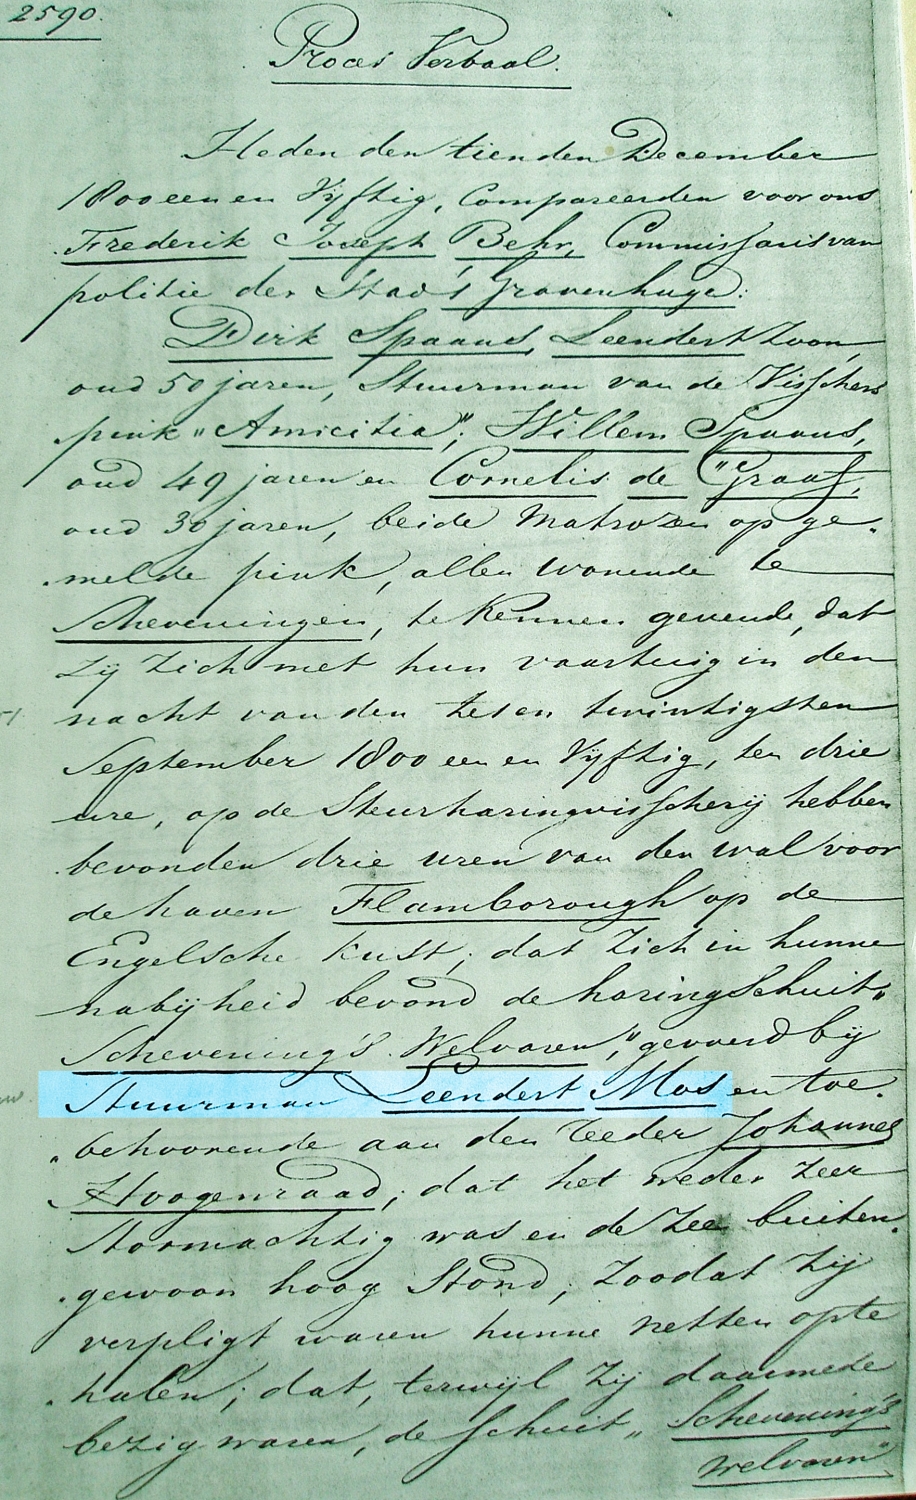 2590.
Proces Verbaal.
Heden den tienden December
1800 een en Vijftig, Compareerden voor ons
Frederik Joseph Behr, Commissaris van
politie der Stad 's Gravenhage:
Dirk Spaans, Leendert Zoon,
oud 50 jaren, Stuurman van de Visschers
pink "Amicitia"; Willem Spaans,
oud 49 jaren en Cornelis de Graaf,
oud 30 jaren, beide Matrozen op ge-
melde pink, allen wonende te
Scheveningen, te kennen gevende, dat
zij zich met hun vaartuig in den
nacht van den zes en twintigsten
September 1800 een en Vijftig, ten drie
ure, op de Steurharingvisscherij hebben
bevonden drie uren van den wal voor
de haven Flamborough op de
Engelsche kust; dat zich in hunne
nabijheid bevond de haringschuit "
Schevening's Welvaren", gevoerd bij
Stuurman Leendert Mos en toe-
behoorende aan den Reeder Johannes
Hoogenraad; dat het weder zeer
stormachtig was en de zee buiten-
gewoon hoog stond, zoodat zij
verpligt waren hunne netten op te
halen; dat, terwijl zij daarmede
bezig waren, de schuit "Schevening's
welvaren"